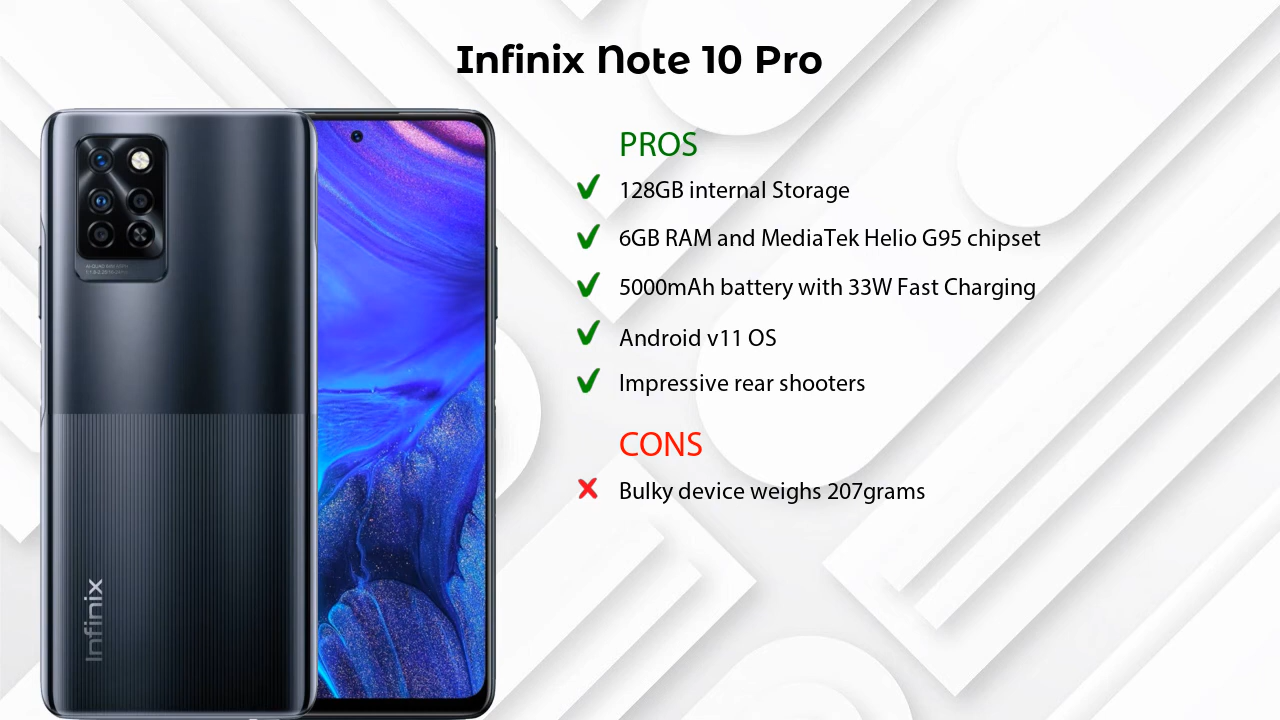 Infinix Note 10 Pro
PROS
128GB internal Storage
6GB RAM and MediaTek Helio G95 chipset
5000mAh battery with 33W Fast Charging
Android v11 OS
Impressive rear shooters
CONS
Bulky device weighs 207grams
Infinix